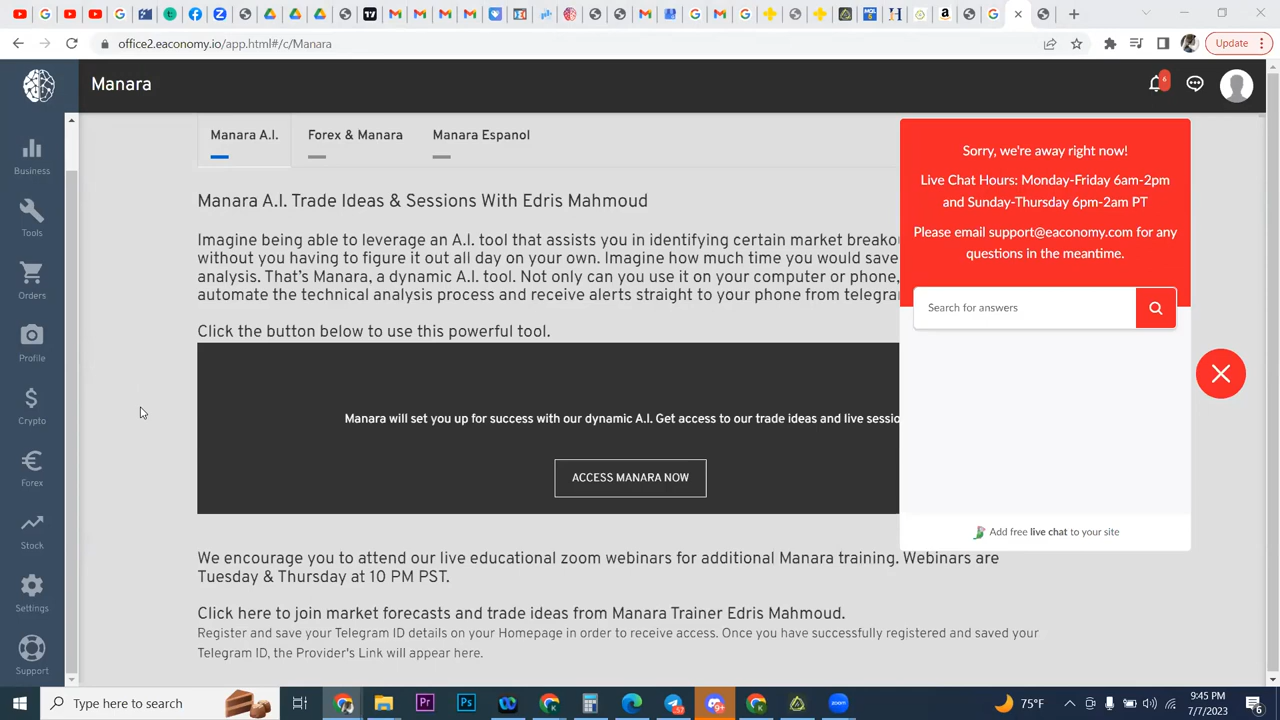 Update
office2.eaconomy.io/app.html#/c/Manara
Manara
6
Business
Tools
Orders
Profile
Crypto
Forex
Stock
Settings
Support
Manara A.I.
Forex & Manara
Manara Espanol
Manara A.I. Trade Ideas & Sessions With Edris Mahmoud
Imagine being able to leverage an A.I. tool that assists you in identifying certain market
without you having to figure it out all day on your own. Imagine how much time you would save
analysis. That's Manara, a dynamic A.I. tool. Not only can you use it on your computer or phone,
automate the technical analysis process and receive alerts straight to your phone from
Click the button below to use this powerful tool.
Manara will set you up for success with our dynamic A.I. Get access to our trade ideas and live
ACCESS MANARA NOW
We encourage you to attend our live educational zoom webinars for additional Manara training. Webinars are
Tuesday & Thursday at 10 PM PST.
Click here to join market forecasts and trade ideas from Manara Trainer Edris Mahmoud.
Register and save your Telegram ID details on your Homepage in order to receive access. Once you have successfully registered and saved your
Telegram ID, the Provider's Link will appear here.
Sorry, we're away right now!
Live Chat Hours: Monday-Friday 6am-2pm
and Sunday-Thursday 6pm-2am PT
Please email support@eaconomy.com for any
questions in the meantime.
Search for answers
Add free live chat to your site
Type here to search
75°F
9:45 PM
7/7/2023
6